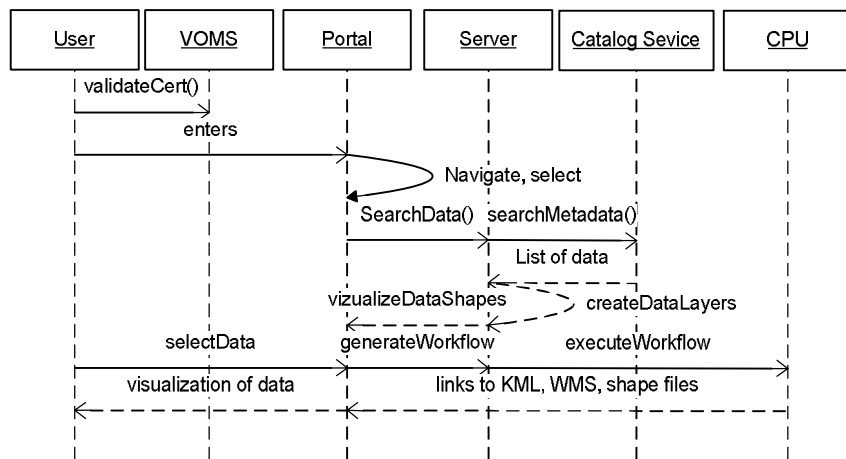 User
VOMS
Portal
Server
Catalog Sevice
CPU
validateCert()
enters
Navigate, select
SearchData()
searchMetadata()
List of data
vizualizeDataShapes
createDataLayers
selectData
generateWorkflow
executeWorkflow
visualization of data
links to KML, WMS, shape files